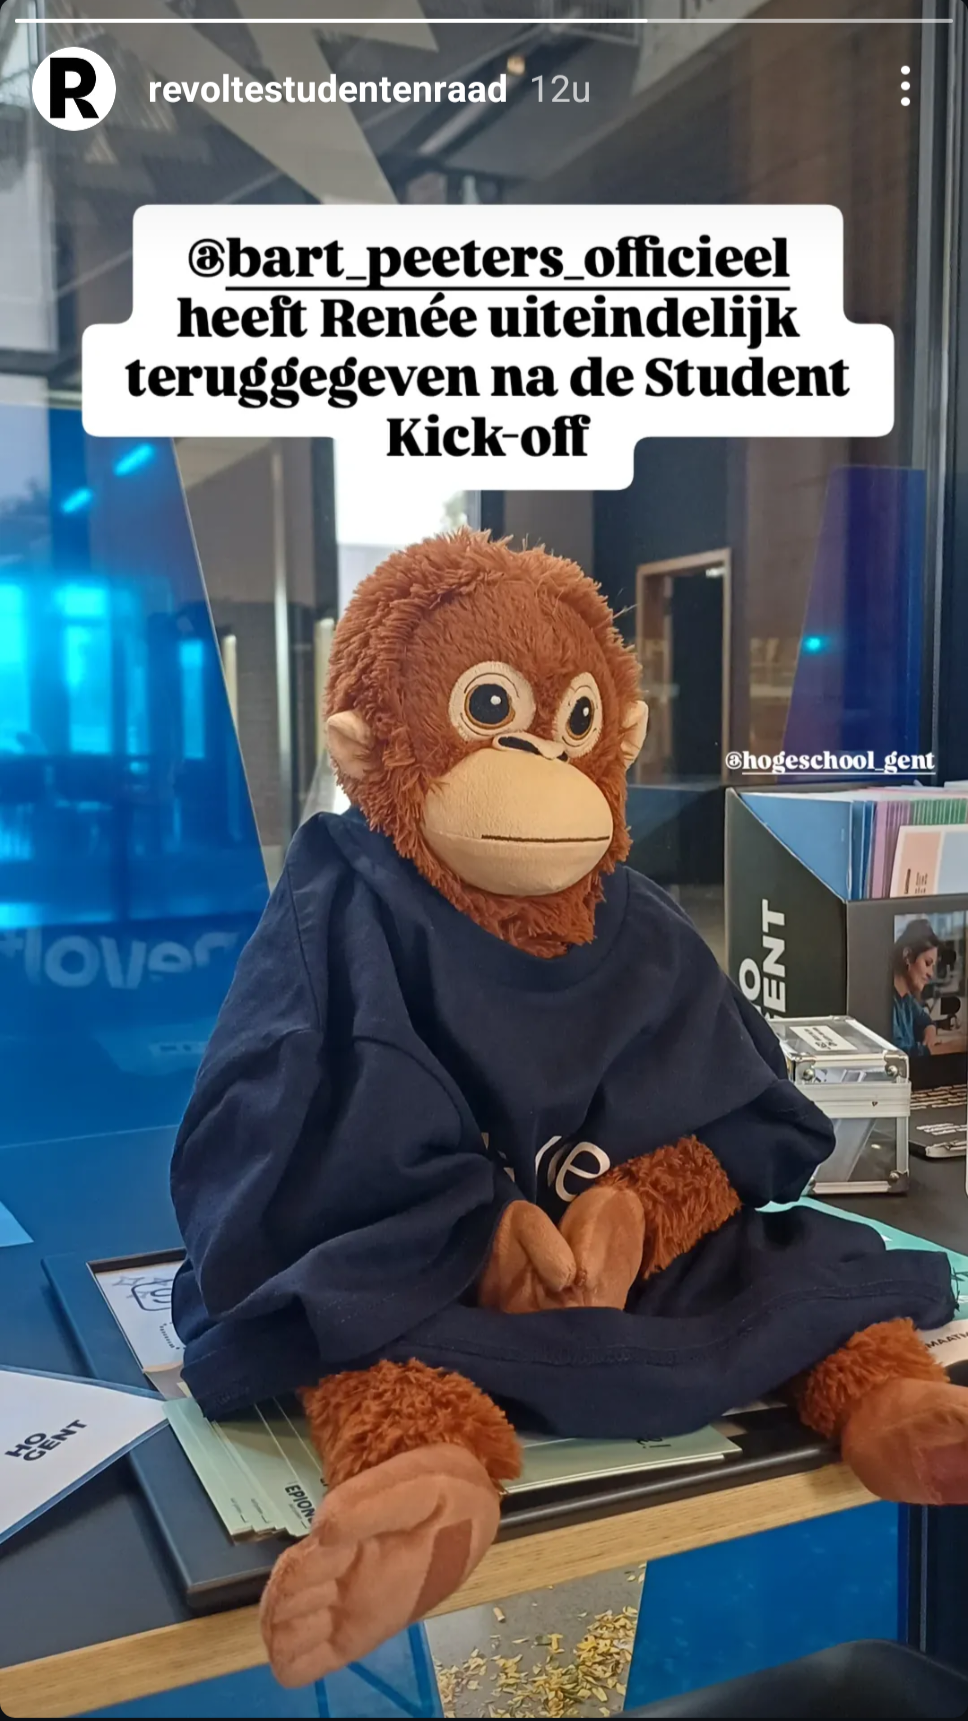 R revoltestudentenraad 12u
@bart_peeters_officieel
heeft Renée uiteindelijk
teruggegeven na de Student
Kick-off
@hogeschool_gent
HO
GENT